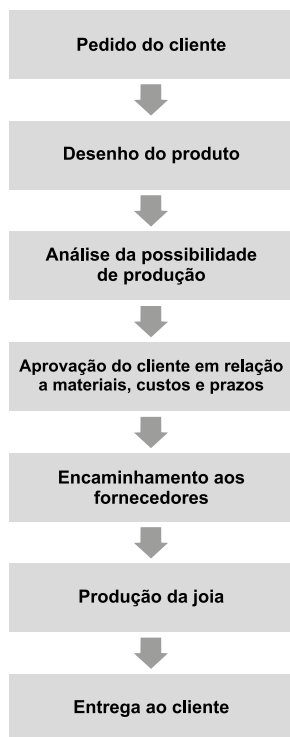 Pedido do cliente
Desenho do produto
Análise da possibilidade
de produção
Aprovação do cliente em relação
a materiais, custos e prazos
Encaminhamento aos
fornecedores
Produção da joia
Entrega ao cliente